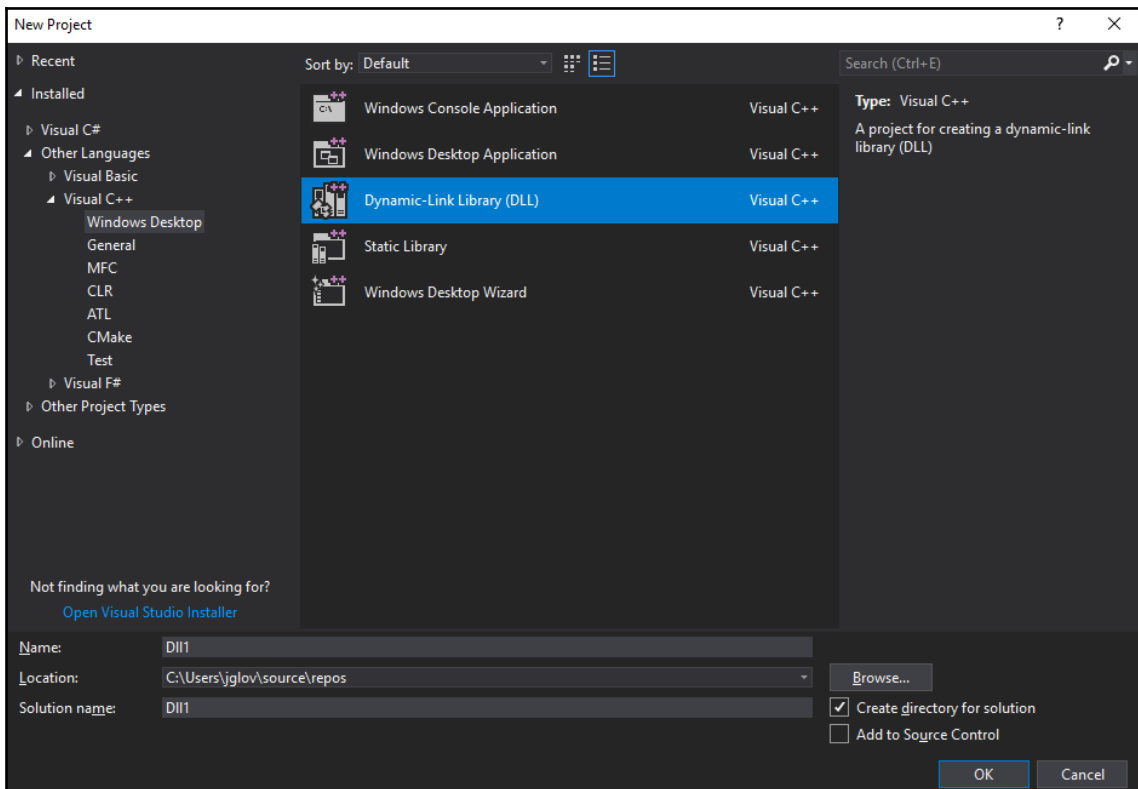 New Project
?
Recent
Installed
Visual C#
Other Languages
Visual Basic
Visual C++
Windows Desktop
General
MFC
CLR
ATL
CMake
Test
Visual F#
Other Project Types
Online
Not finding what you are looking for?
Open Visual Studio Installer
Sort by: Default
Windows Console Application Visual C++
Windows Desktop Application Visual C++
Dynamic-Link Library (DLL) Visual C++
Static Library Visual C++
Windows Desktop Wizard Visual C++
Search (Ctrl+E)
Type: Visual C++
A project for creating a dynamic-link
library (DLL)
Name: Dll1
Location: C:\Users\jglov\source\repos
Browse...
Solution name: Dll1
Create directory for solution
Add to Source Control
OK Cancel